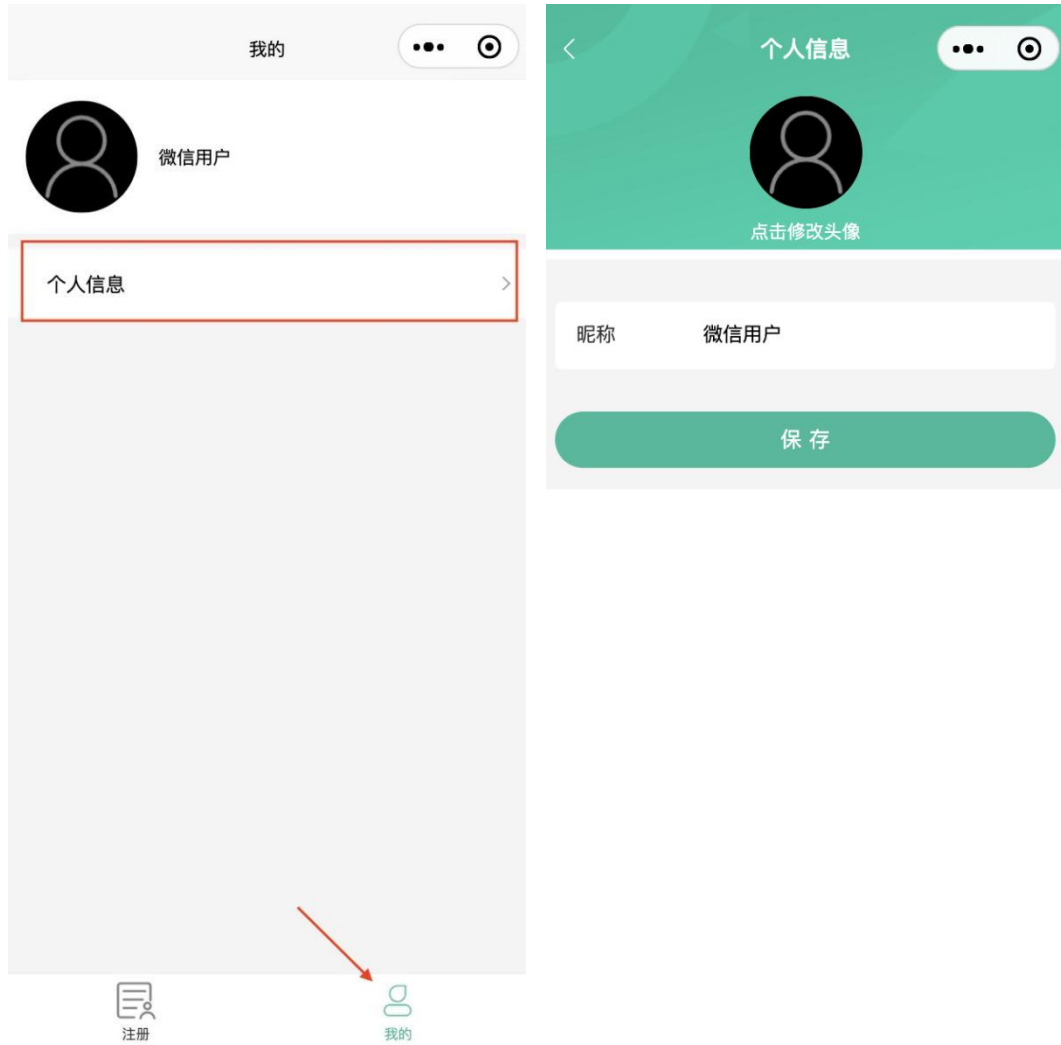 我的
微信用户
个人信息
注册
我的
个人信息
点击修改头像
昵称
微信用户
保存